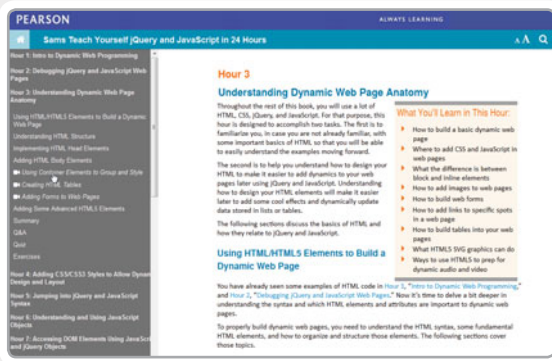 PEARSON
ALWAYS LEARNING
Sams Teach Yourself jQuery and JavaScript in 24 Hours
A A
Hour 1: Intro to Dynamic Web Programming
Hour 2: Debugging jQuery and JavaScript Web
Pages
Hour 3: Understanding Dynamic Web Page
Anatomy
Using HTML/HTML5 Elements to Build a Dynamic
Web Page
Understanding HTML Structure
Implementing HTML Head Elements
Adding HTML Body Elements
Using Container Elements to Group and Style
Creating HTML Tables
Adding Forms to Web Pages
Adding Some Advanced HTML5 Elements
Summary
Q&A
Quiz
Exercises
Hour 4: Adding CSS/CSS3 Styles to Allow Dynam
Design and Layout
Hour 5: Jumping into jQuery and JavaScript
Syntax
Hour 6: Understanding and Using JavaScript
Objects
Hour 7: Accessing DOM Elements Using JavaScri
and jQuery Objects
Hour 3
Understanding Dynamic Web Page Anatomy
Throughout the rest of this book, you will use a lot of
HTML, CSS, jQuery, and JavaScript. For that purpose, this
hour is designed to accomplish two tasks. The first is to
familiarize you, in case you are not already familiar, with
some important basics of HTML so that you will be able
to easily understand the examples moving forward.
The second is to help you understand how to design your
HTML to make it easier to add dynamics to your web
pages later using jQuery and JavaScript. Understanding
how to design your HTML elements will make it easier
later to add some cool effects and dynamically update
data stored in lists or tables.
The following sections discuss the basics of HTML and
how they relate to jQuery and JavaScript.
What You'll Learn in This Hour:
How to build a basic dynamic web
page
Where to add CSS and JavaScript in
web pages
What the difference is between
block and inline elements
How to add images to web pages
How to build web forms
How to add links to specific spots
in a web page
How to build tables into your web
pages
What HTML5 SVG graphics can do
Ways to use HTML5 to prep for
dynamic audio and video
Using HTML/HTML5 Elements to Build a
Dynamic Web Page
You have already seen some examples of HTML code in Hour 1, "Intro to Dynamic Web Programming,"
and Hour 2, "Debugging jQuery and JavaScript Web Pages." Now it's time to delve a bit deeper in
understanding the syntax and which HTML elements and attributes are important to dynamic web
pages.
To properly build dynamic web pages, you need to understand the HTML syntax, some fundamental
HTML elements, and how to organize and structure those elements. The following sections cover
those topics.